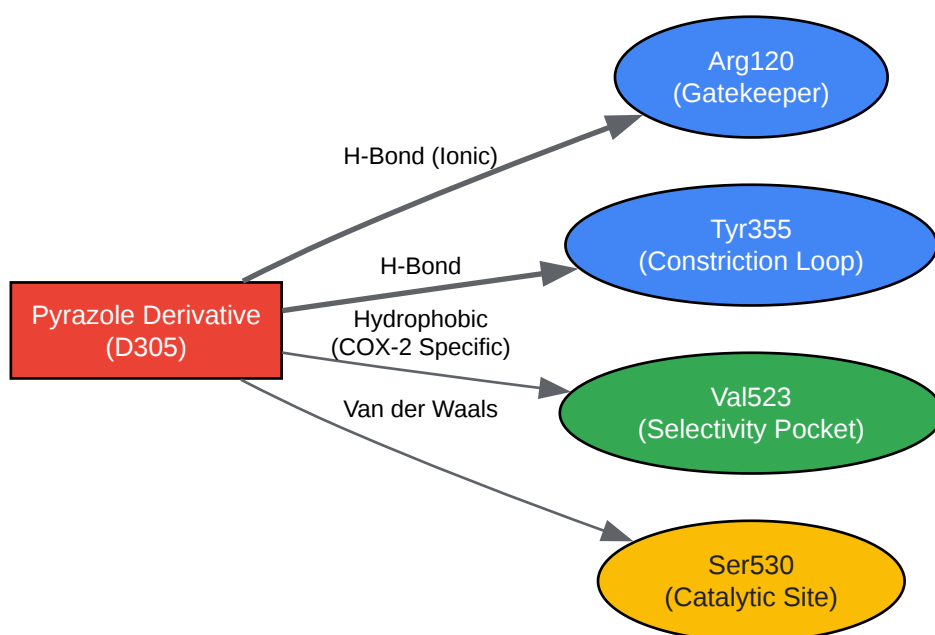 Arg120
(Gatekeeper)
H-Bond (Ionic)
Tyr355
(Constriction Loop)
H-Bond
Pyrazole Derivative
(D305)
Hydrophobic
(COX-2 Specific)
Val523
(Selectivity Pocket)
Van der Waals
Ser530
(Catalytic Site)